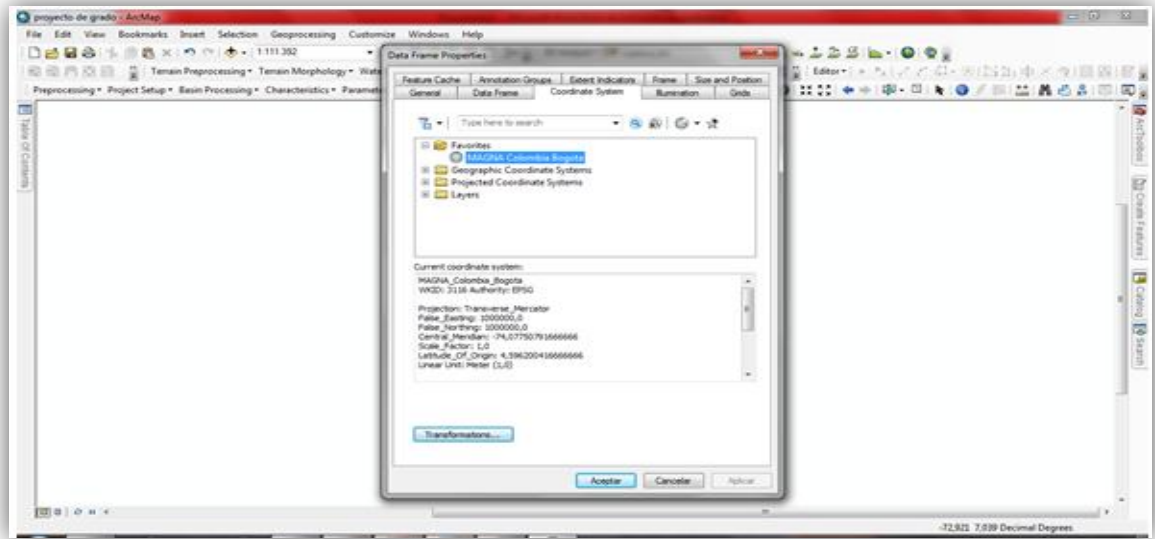 proyecto de grado - ArcMap
File Edit View Bookmarks Insert Selection Geoprocessing Customize Windows Help
1:111.392
Editor
Terrain Preprocessing Terrain Morphology
Preprocessing Project Setup Basin Processing Characteristics
Table Of Contents
Data Frame Properties
Feature Cache Annotation Groups Extent Indicators Frame Size and Position
General Data Frame Coordinate System Illumination Grids
Type here to search
Favorites
MAGNA Colombia Bogota
Geographic Coordinate Systems
Projected Coordinate Systems
Layers
Current coordinate system:
MAGNA_Colombia_Bogota
WKID: 3116 Authority: EPSG
Projection: Transverse_Mercator
False_Easting: 1000000,0
False_Northing: 1000000,0
Central_Meridian: -74,07750791666666
Scale_Factor: 1,0
Latitude_Of_Origin: 4,596200416666666
Linear Unit: Meter (1,0)
Transformations...
Aceptar Cancelar Aplicar
ArcToolbox
Create Features
Catalog
Search
-72,921 7,039 Decimal Degrees